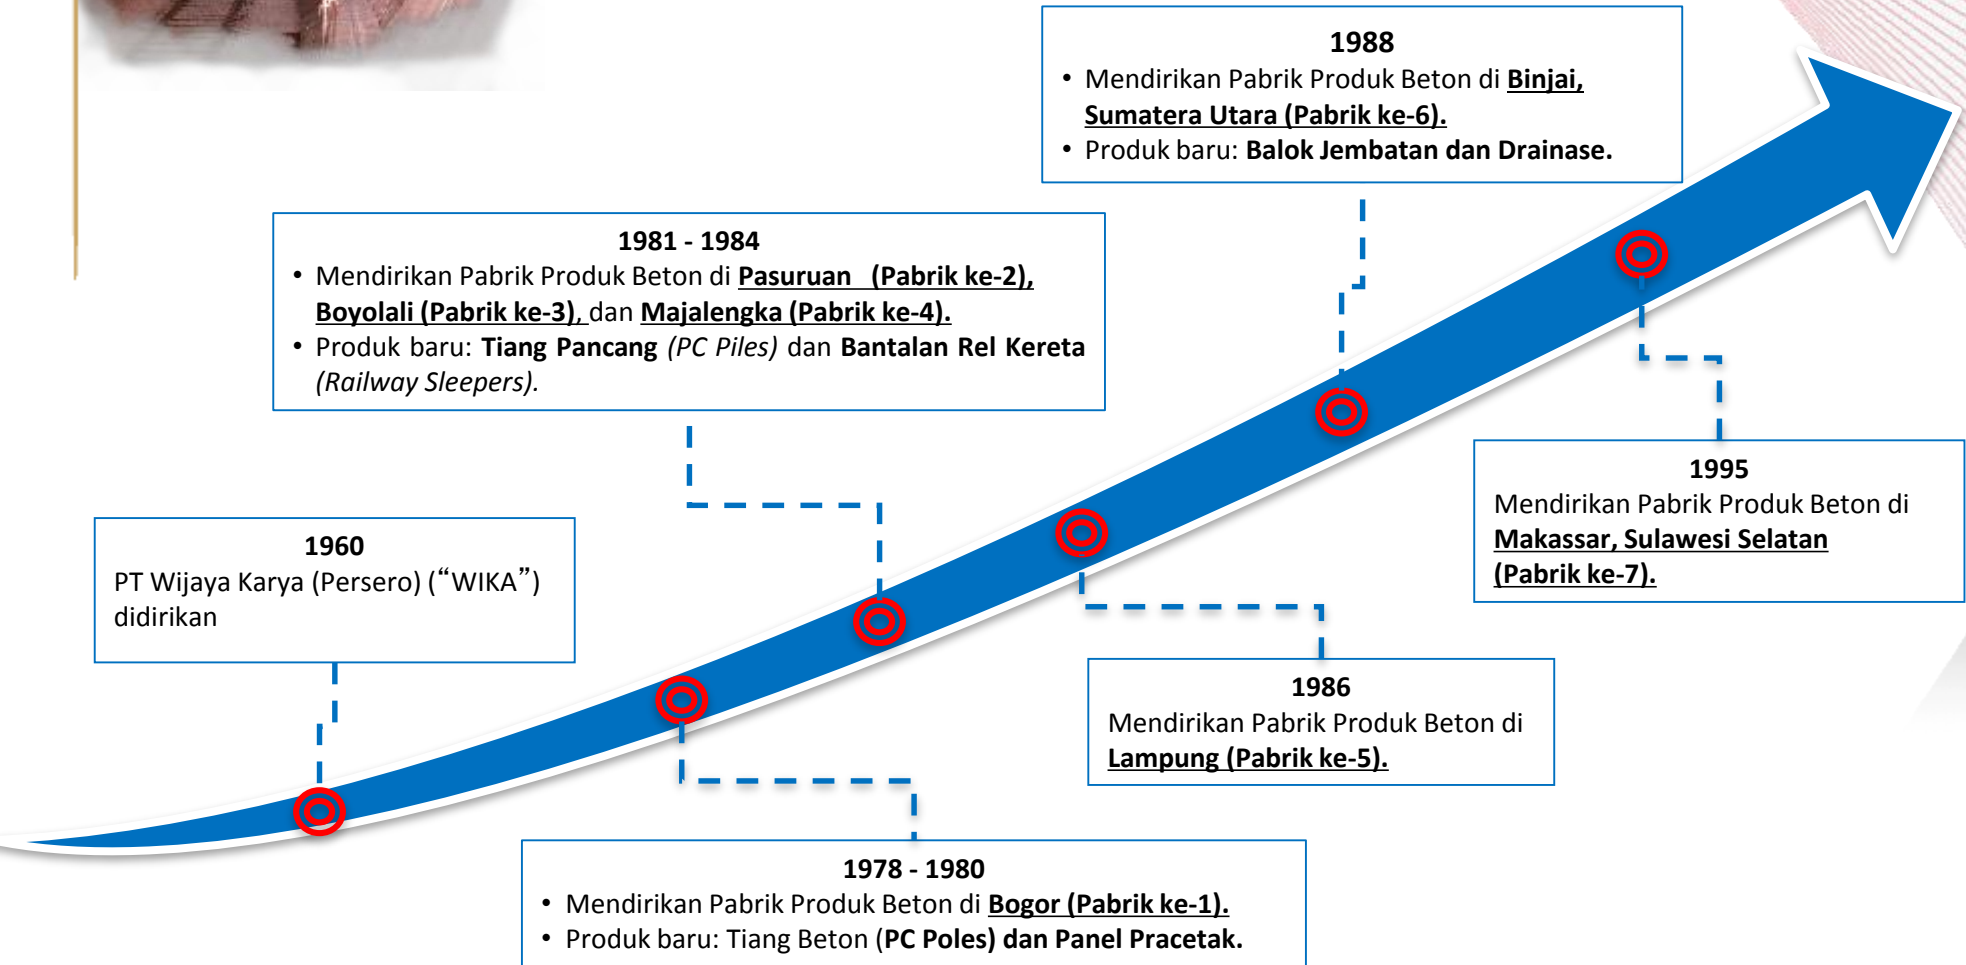 1988
• Mendirikan Pabrik Produk Beton di Binjai,
Sumatera Utara (Pabrik ke-6).
• Produk baru: Balok Jembatan dan Drainase.
1981 - 1984
• Mendirikan Pabrik Produk Beton di Pasuruan (Pabrik ke-2),
Boyolali (Pabrik ke-3), dan Majalengka (Pabrik ke-4).
• Produk baru: Tiang Pancang (PC Piles) dan Bantalan Rel Kereta
(Railway Sleepers).
1995
Mendirikan Pabrik Produk Beton di
Makassar, Sulawesi Selatan
(Pabrik ke-7).
1960
PT Wijaya Karya (Persero) (“WIKA”)
didirikan
1986
Mendirikan Pabrik Produk Beton di
Lampung (Pabrik ke-5).
1978 - 1980
• Mendirikan Pabrik Produk Beton di Bogor (Pabrik ke-1).
• Produk baru: Tiang Beton (PC Poles) dan Panel Pracetak.